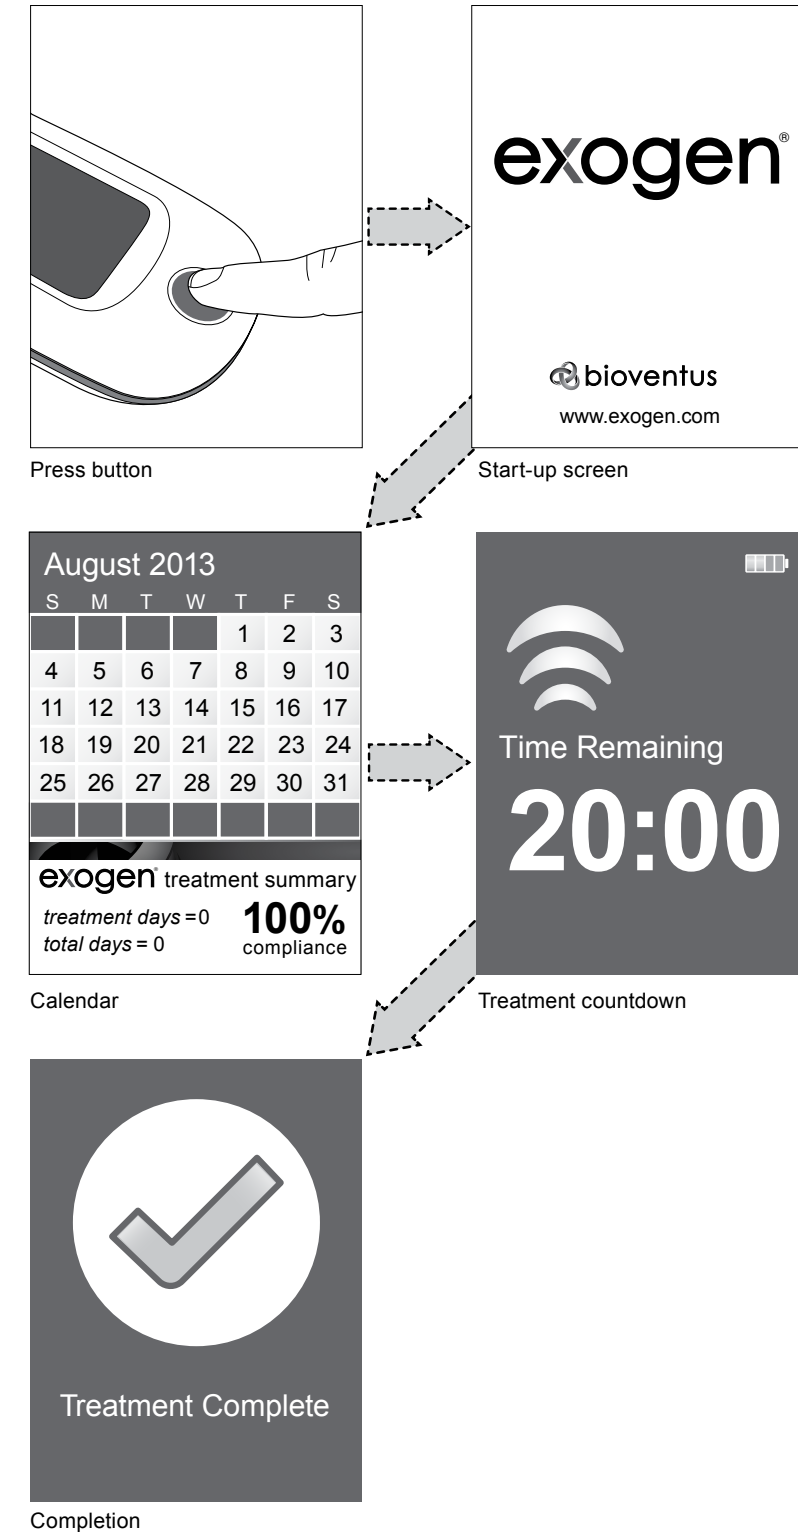 exogen®
bioventus
www.exogen.com
Press button
Start-up screen
August 2013
S M T W T F S
1 2 3
4 5 6 7 8 9 10
11 12 13 14 15 16 17
18 19 20 21 22 23 24
25 26 27 28 29 30 31
exogen® treatment summary
treatment days =0
total days = 0
100%
compliance
Calendar
Time Remaining
20:00
Treatment countdown
Treatment Complete
Completion